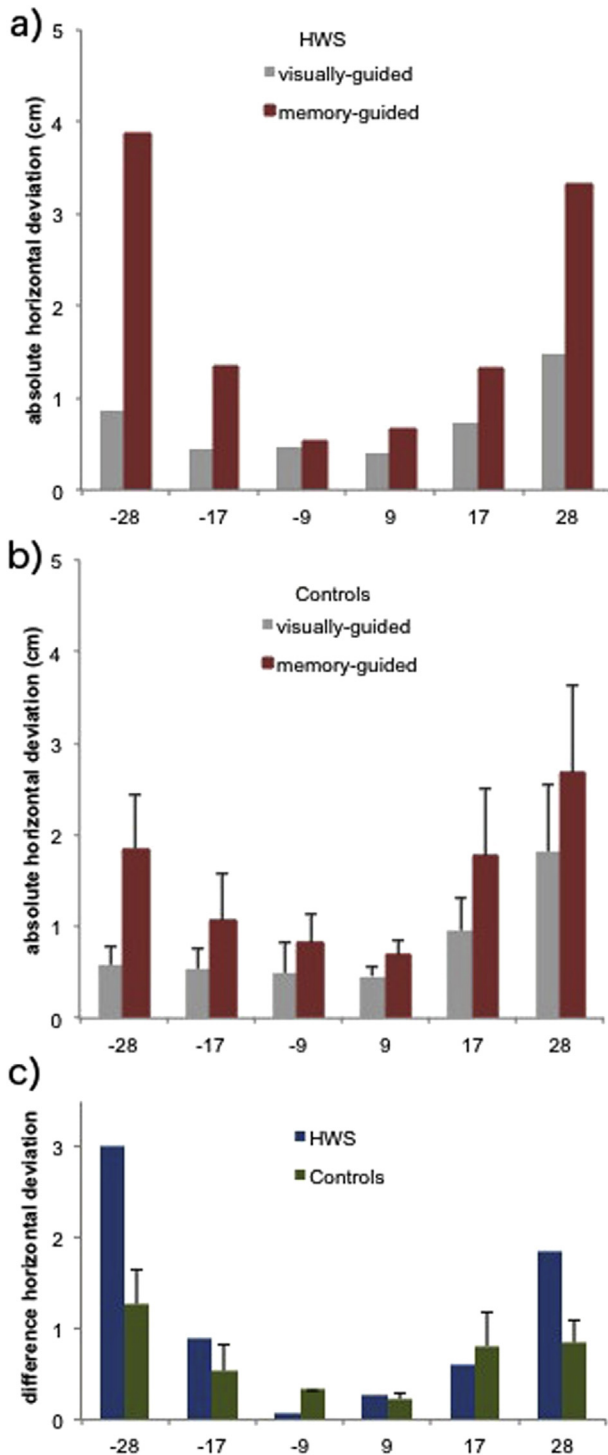 a)
HWS
visually-guided
memory-guided
absolute horizontal deviation (cm)
5
4
3
2
1
0
-28 -17 -9 9 17 28
b)
Controls
visually-guided
memory-guided
absolute horizontal deviation (cm)
5
4
3
2
1
0
-28 -17 -9 9 17 28
c)
HWS
Controls
difference horizontal deviation
3
2
1
0
-28 -17 -9 9 17 28